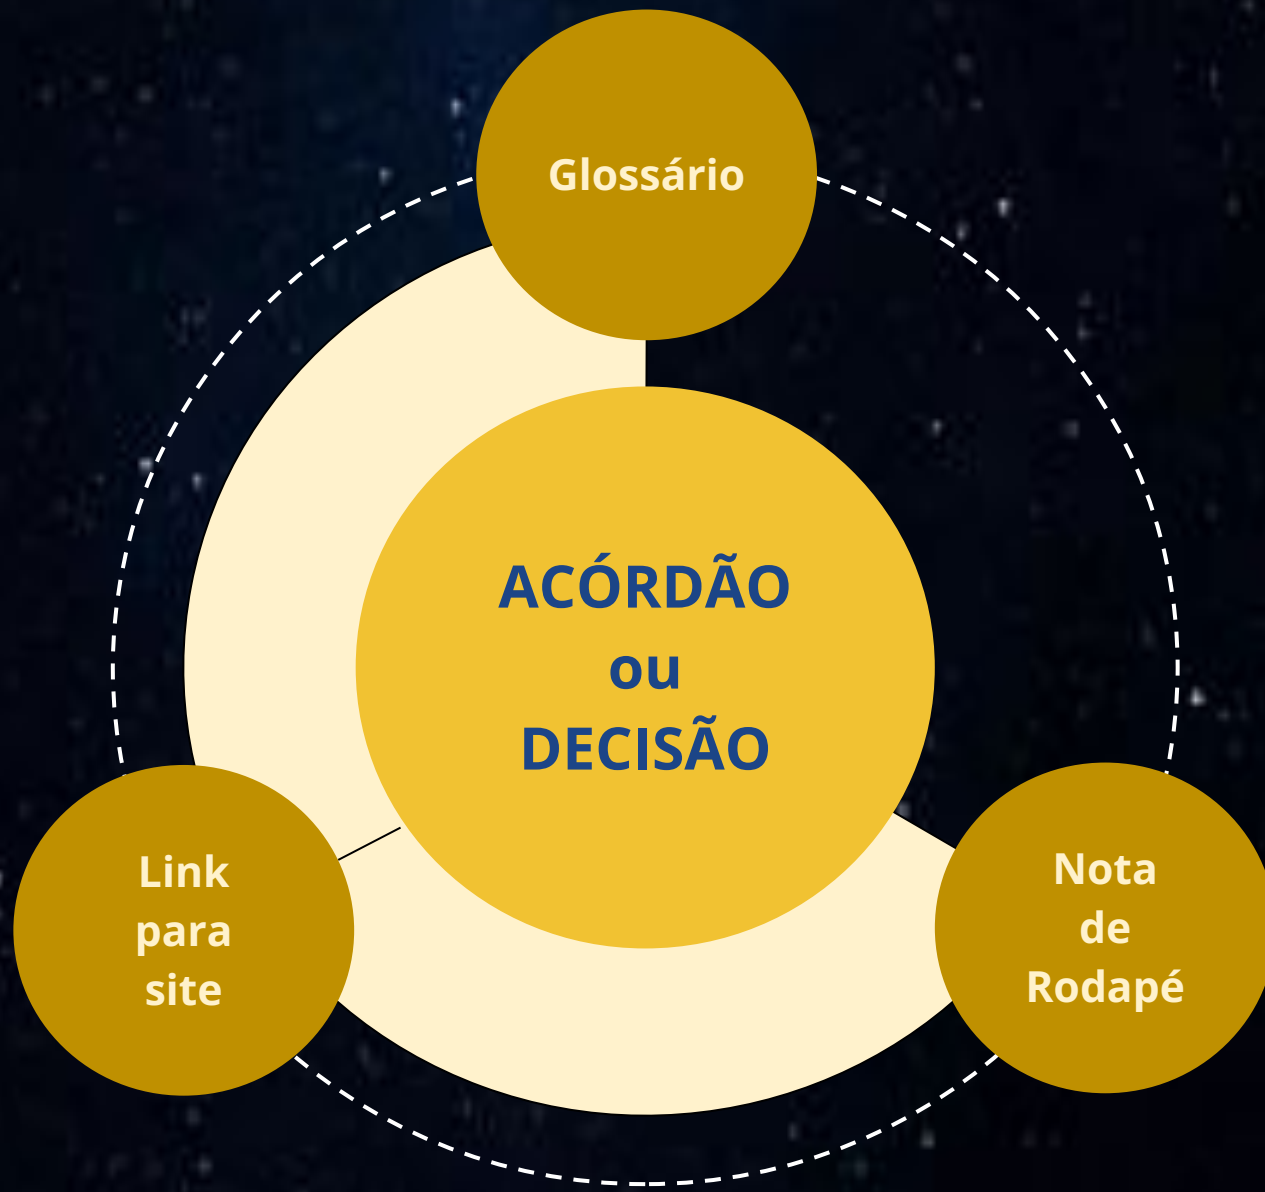 Glossário
ACÓRDÃO
ou
DECISÃO
Link
para
site
Nota
de
Rodapé